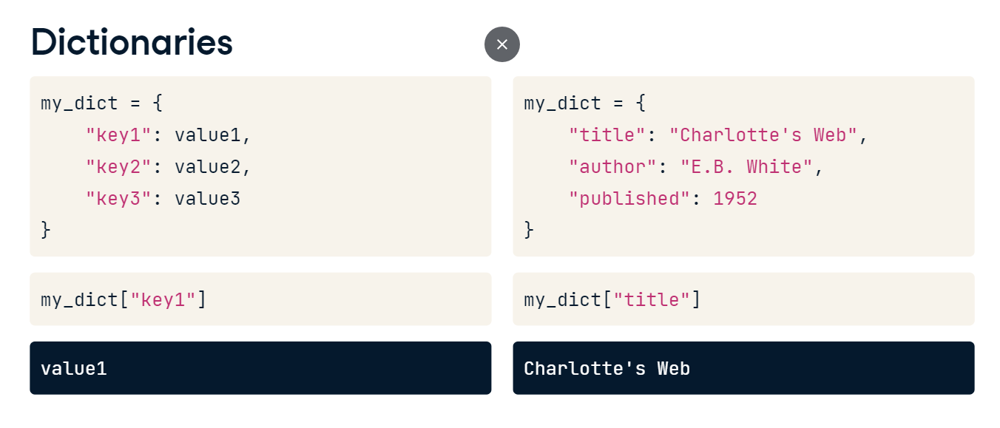 Dictionaries
my_dict = {
    "key1": value1,
    "key2": value2,
    "key3": value3
}
my_dict["key1"]
value1
my_dict = {
    "title": "Charlotte's Web",
    "author": "E.B. White",
    "published": 1952
}
my_dict["title"]
Charlotte's Web